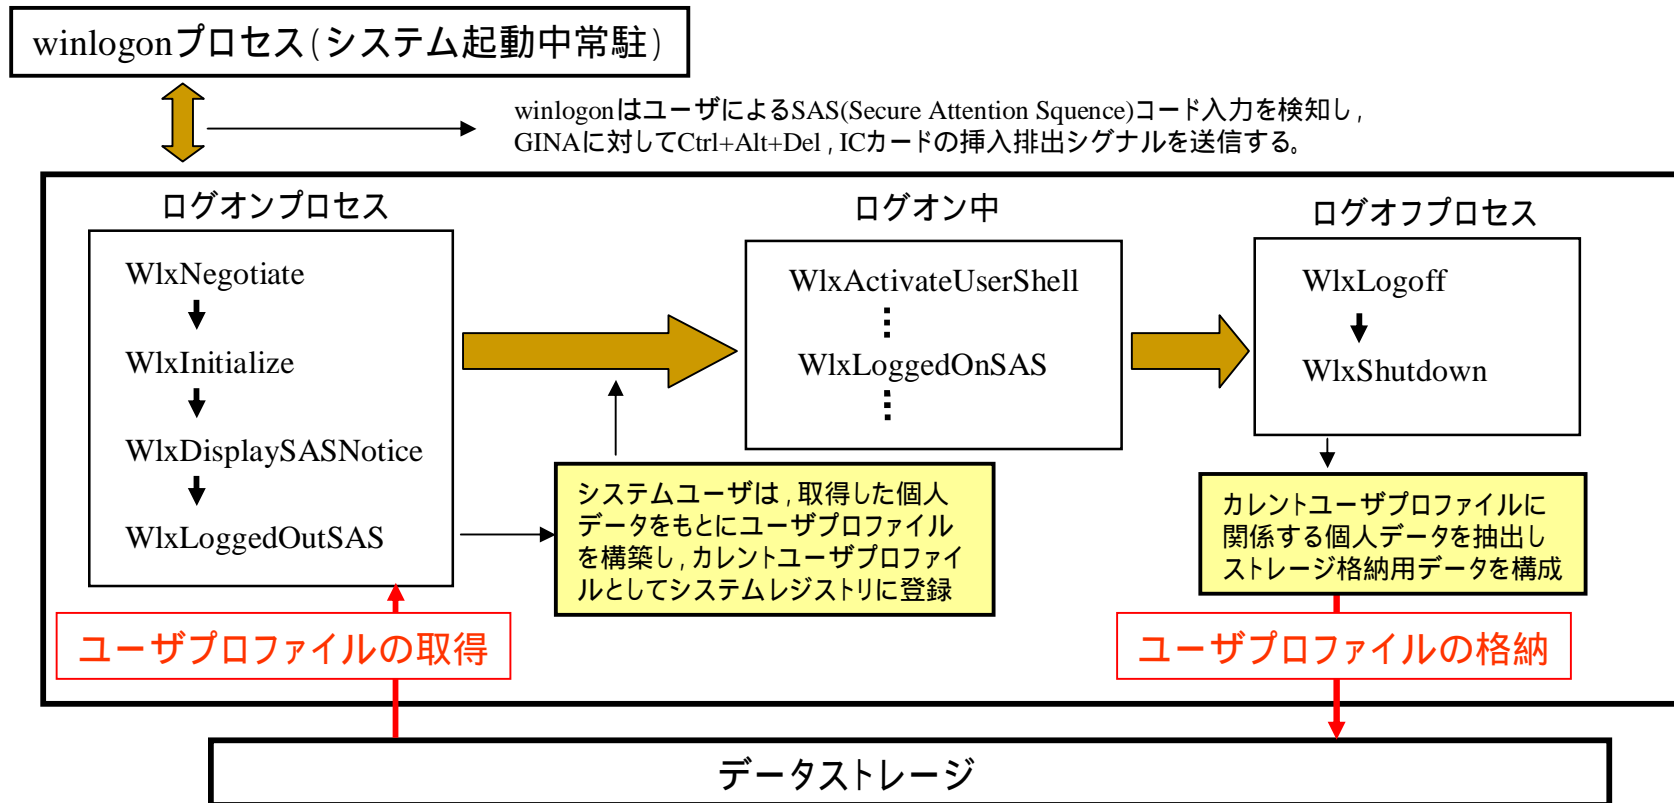 winlogonプロセス(システム起動中常駐)
winlogonはユーザによるSAS(Secure Attention Squence)コード入力を検知し,
GINAに対してCtrl+Alt+Del , ICカードの挿入排出シグナルを送信する。
ログオンプロセス
WlxNegotiate
WlxInitialize
WlxDisplaySASNotice
WlxLoggedOutSAS
ログオン中
WlxActivateUserShell
WlxLoggedOnSAS
ログオフプロセス
WlxLogoff
WlxShutdown
システムユーザは , 取得した個人
データをもとにユーザプロファイル
を構築し , カレントユーザプロファイ
ルとしてシステムレジストリに登録
カレントユーザプロファイルに
関係する個人データを抽出し
ストレージ格納用データを構成
ユーザプロファイルの取得
ユーザプロファイルの格納
データストレージ